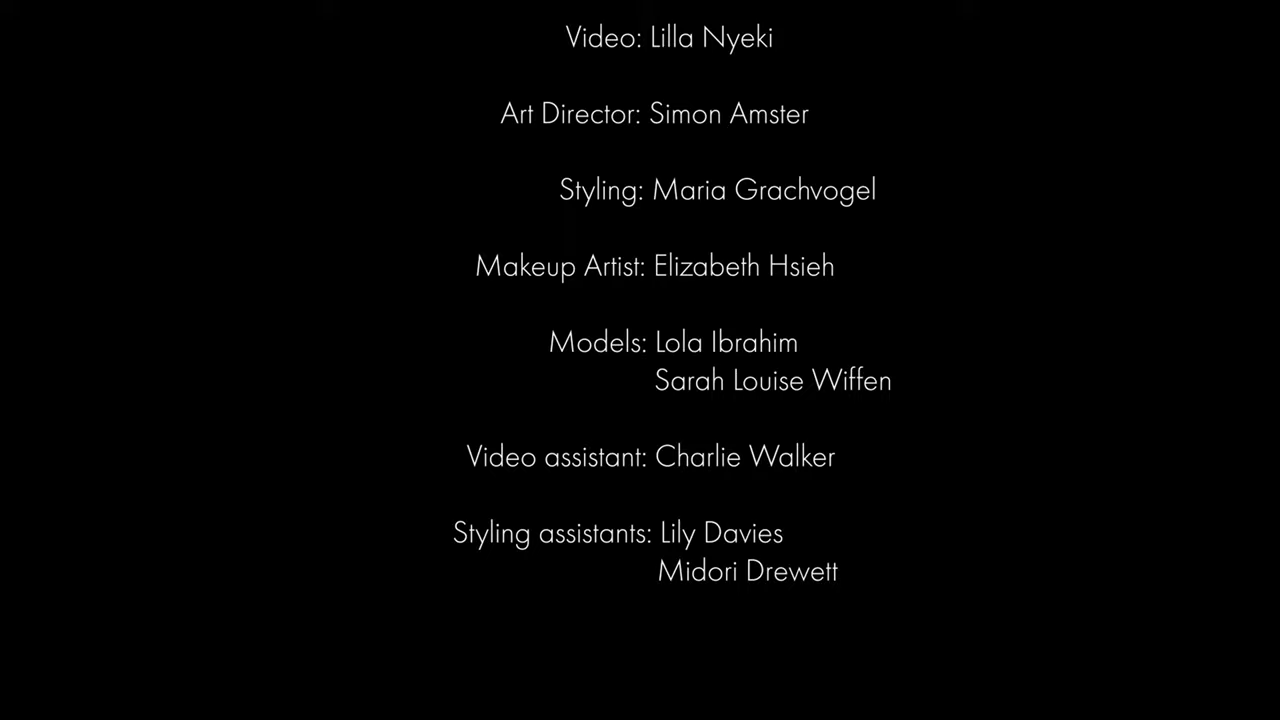 Video: Lilla Nyeki
Art Director: Simon Amster
Styling: Maria Grachvogel
Makeup Artist: Elizabeth Hsieh
Models: Lola Ibrahim
Sarah Louise Wiffen
Video assistant: Charlie Walker
Styling assistants: Lily Davies
Midori Drewett